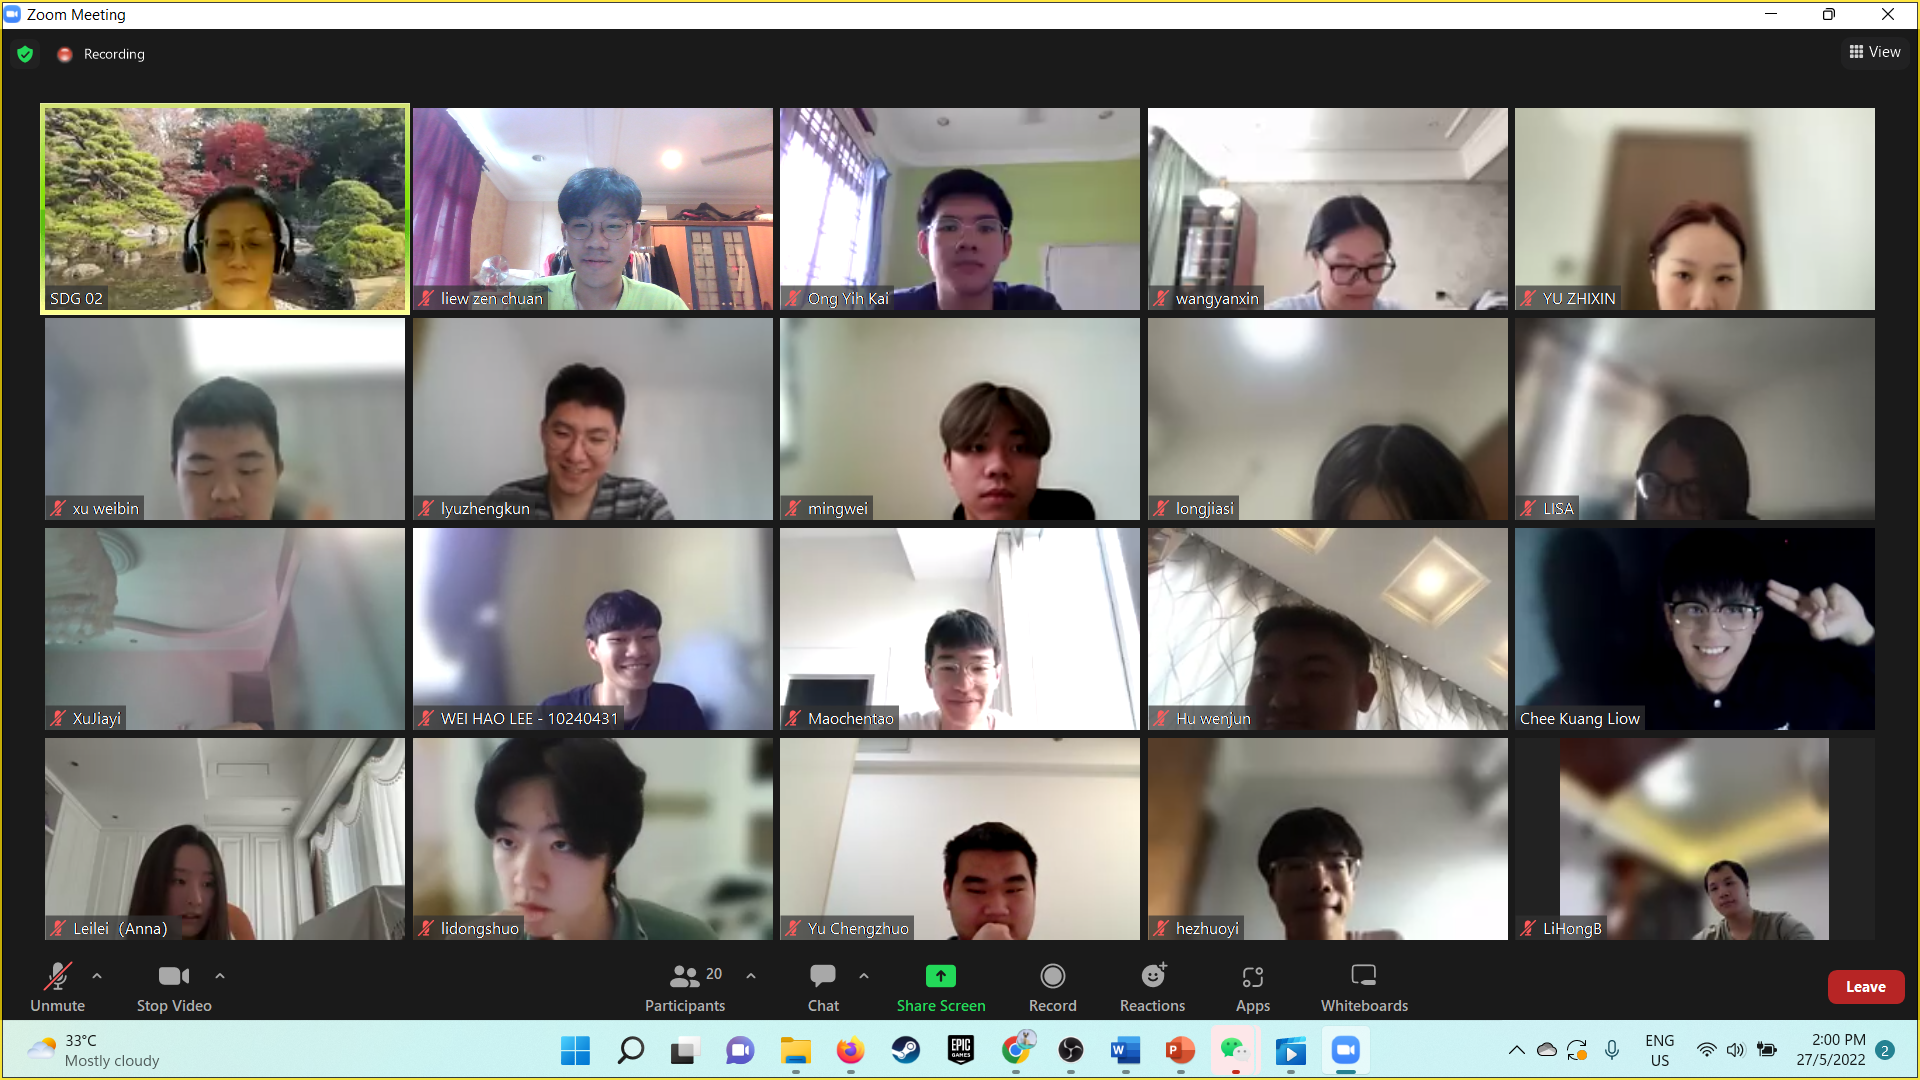 Zoom Meeting
Recording
View
SDG 02
liew zen chuan
Ong Yih Kai
wangyanxin
YU ZHIXIN
xu weibin
lyuzhengkun
mingwei
longjiasi
LISA
XuJiayi
WEI HAO LEE - 10240431
Maochentao
Hu wenjun
Chee Kuang Liow
Leilei（Anna）
lidongshuo
Yu Chengzhuo
hezhuoyi
LiHongB
Unmute
Stop Video
20
Participants
Chat
Share Screen
Record
Reactions
Apps
Whiteboards
Leave
33°C
Mostly cloudy
EPIC
GAMES
W
P
ENG
US
2:00 PM
27/5/2022
2